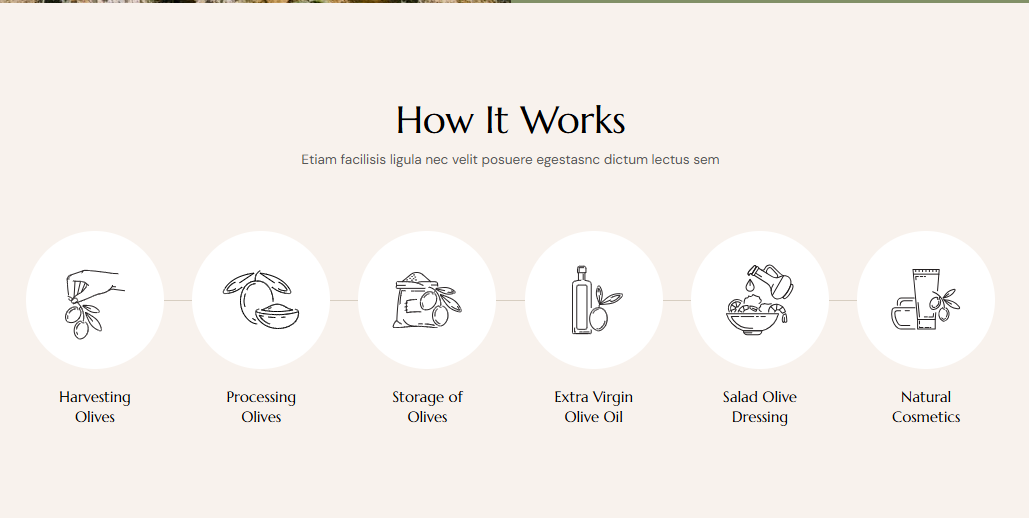 How It Works
Etiam facilisis ligula nec velit posuere egestasnc dictum lectus sem
Harvesting
Olives
Processing
Olives
Storage of
Olives
Extra Virgin
Olive Oil
Salad Olive
Dressing
Natural
Cosmetics